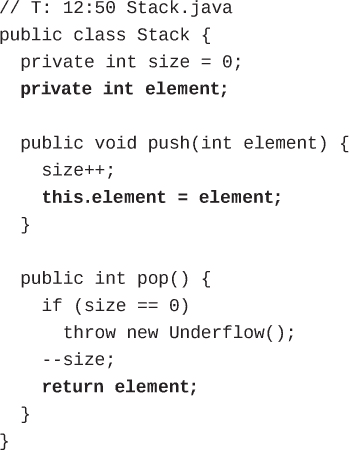 // T: 12:50 Stack.java
public class Stack {
  private int size = 0;
  private int element;

  public void push(int element) {
    size++;
    this.element = element;
  }

  public int pop() {
    if (size == 0)
      throw new Underflow();
    --size;
    return element;
  }
}